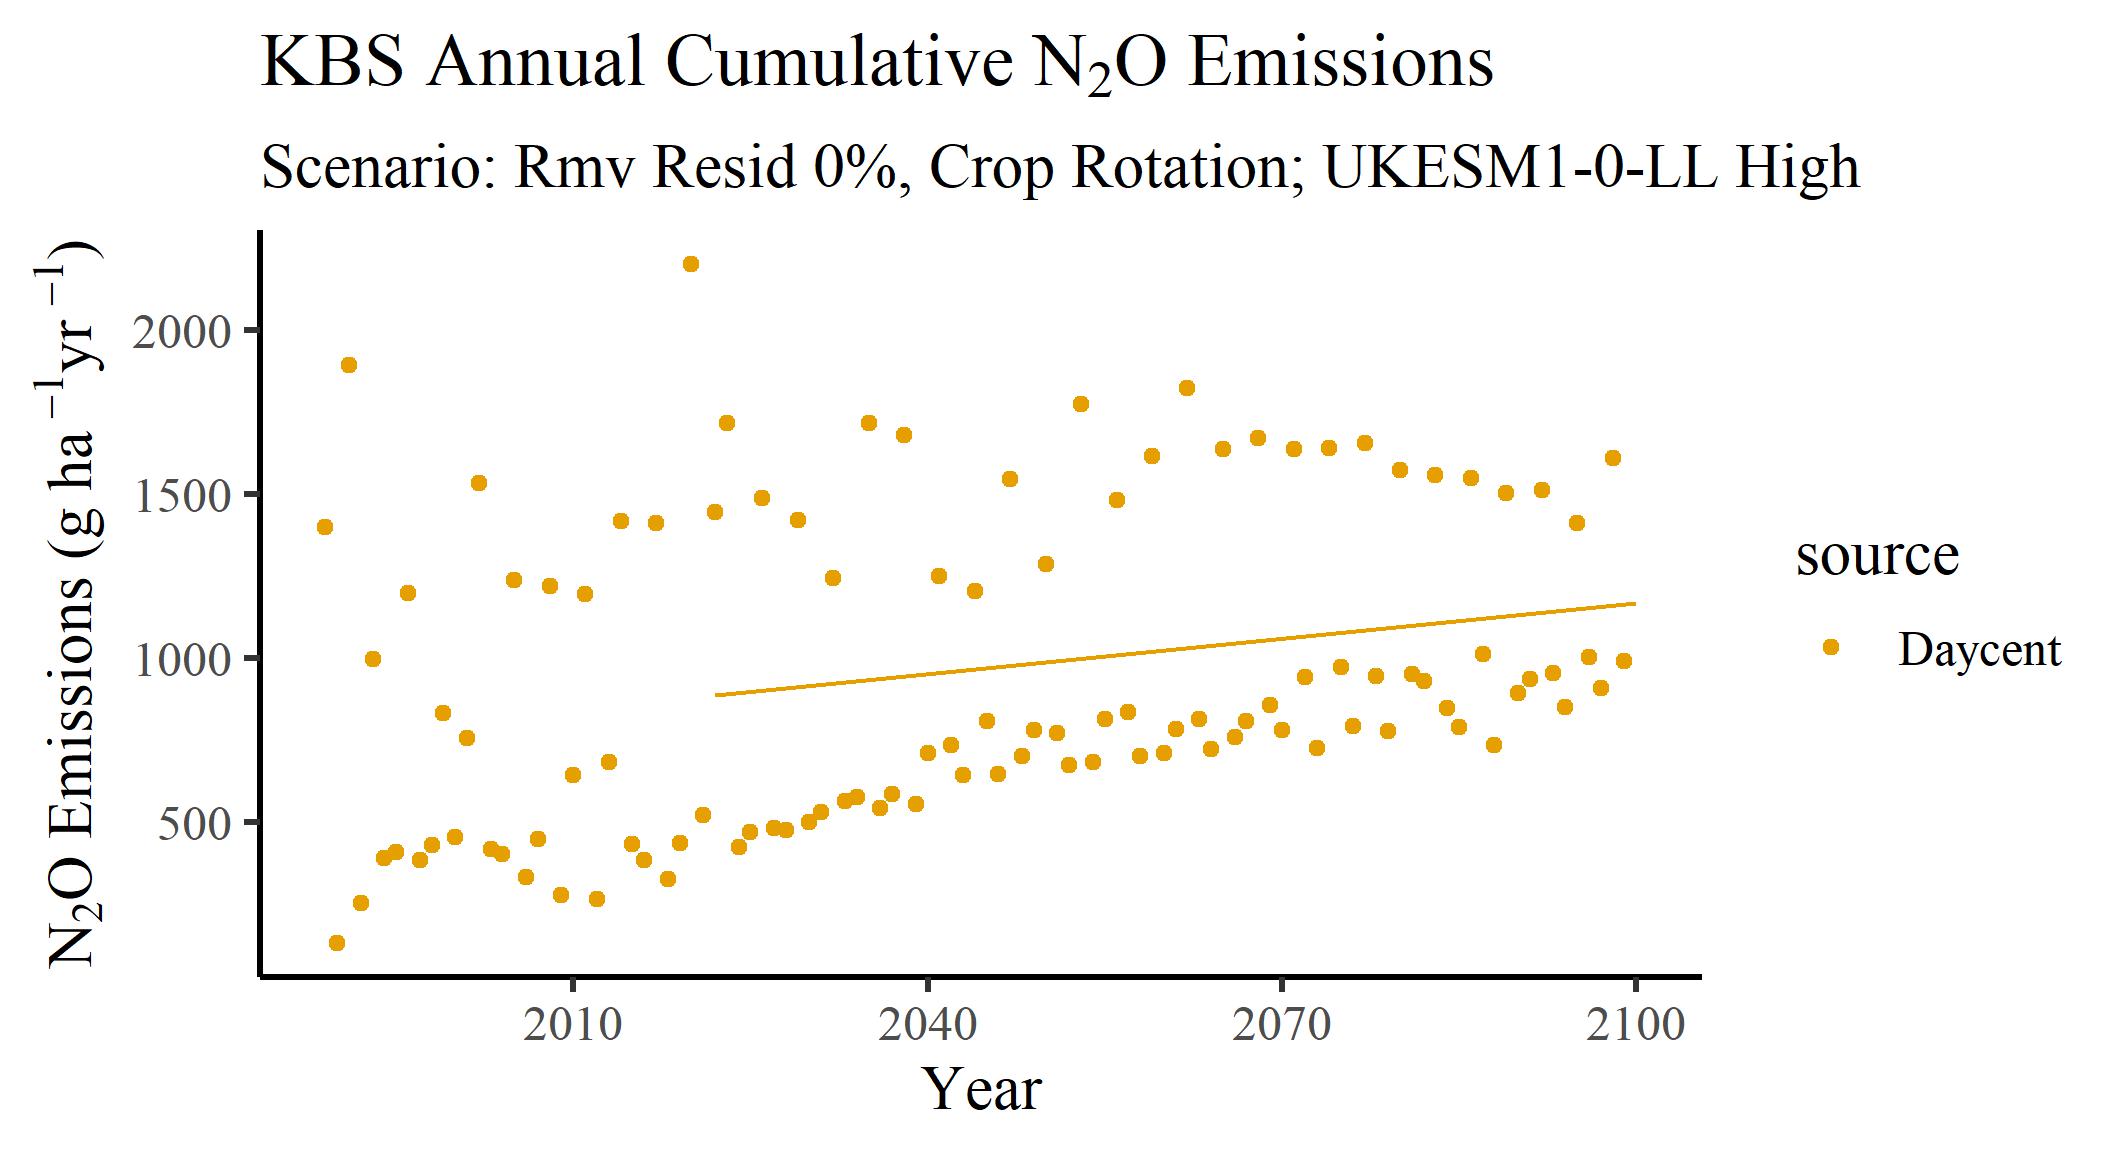 KBS Annual Cumulative N₂O Emissions
Scenario: Rmv Resid 0%, Crop Rotation; UKESM1-0-LL High
N₂O Emissions (g ha ⁻¹yr ⁻¹)
2000
1500
1000
500
2010 2040 2070 2100
Year
source
Daycent